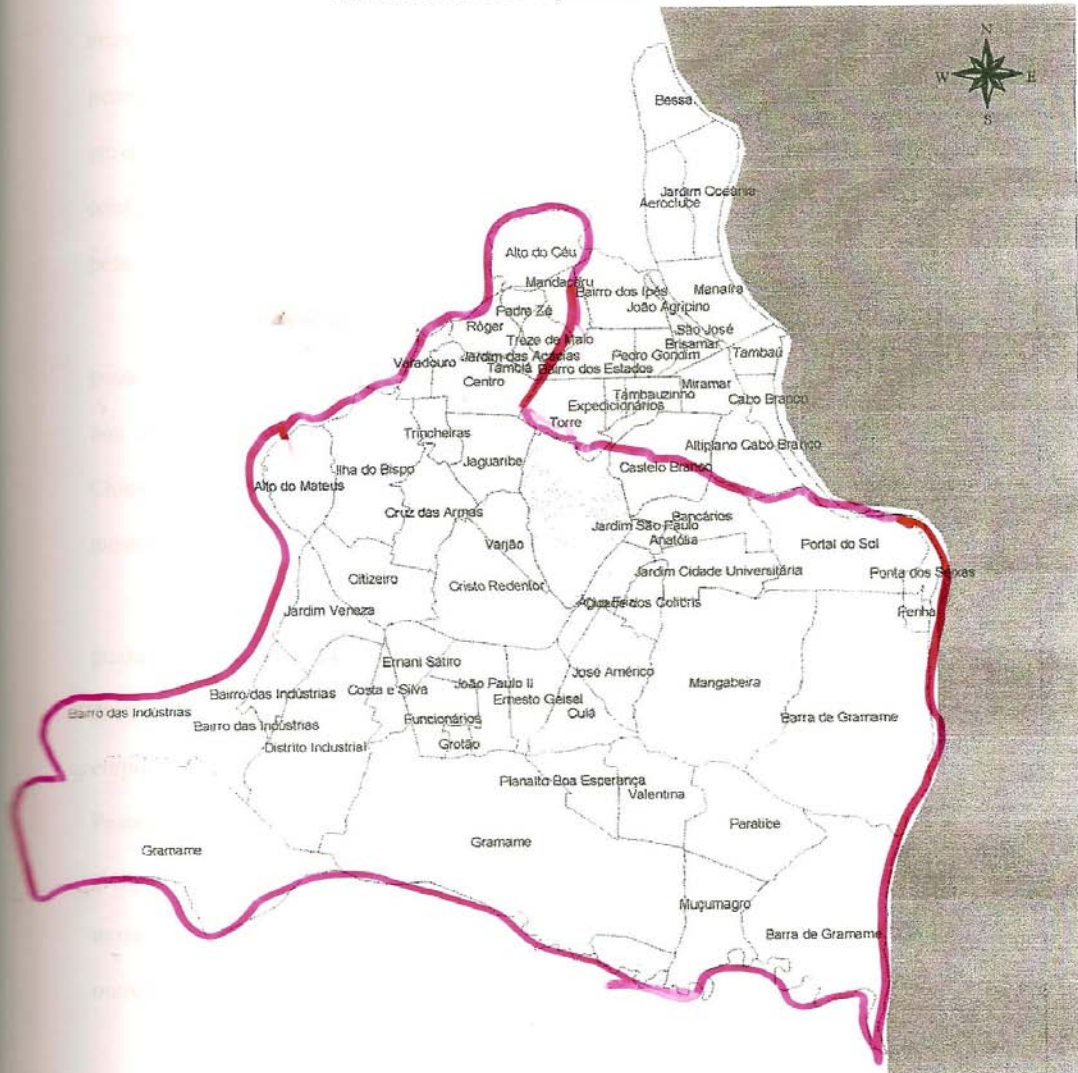 N
W E
S
Bessa
Jardim Oceania
Aeroclube
Alto do Céu
Mandacaru
Bairro dos Ipês
Manaíra
João Agripino
Padre Zé
Róger
São José
Treze de Maio
Brisamar
Jardim das Acácias
Pedro Gondim
Tambaú
Varadouro
Tambiá
Bairro dos Estados
Centro
Miramar
Tambauzinho
Cabo Branco
Expedicionários
Torre
Trincheiras
Altiplano Cabo Branco
Jaguaribe
Ilha do Bispo
Castelo Branco
Alto do Mateus
Cruz das Armas
Bancários
Jardim São Paulo
Anatólia
Varjão
Portal do Sol
Jardim Cidade Universitária
Ponta dos Seixas
Oitizeiro
Cristo Redentor
Cidade dos Colibris
Jardim Veneza
Penha
Ernani Sátiro
José Américo
João Paulo II
Mangabeira
Costa e Silva
Bairro das Indústrias
Ernesto Geisel
Bairro das Indústrias
Cuiá
Funcionários
Barra de Gramame
Bairro das Indústrias
Distrito Industrial
Grotão
Planalto Boa Esperança
Valentina
Paratibe
Gramame
Gramame
Muçumagro
Barra de Gramame